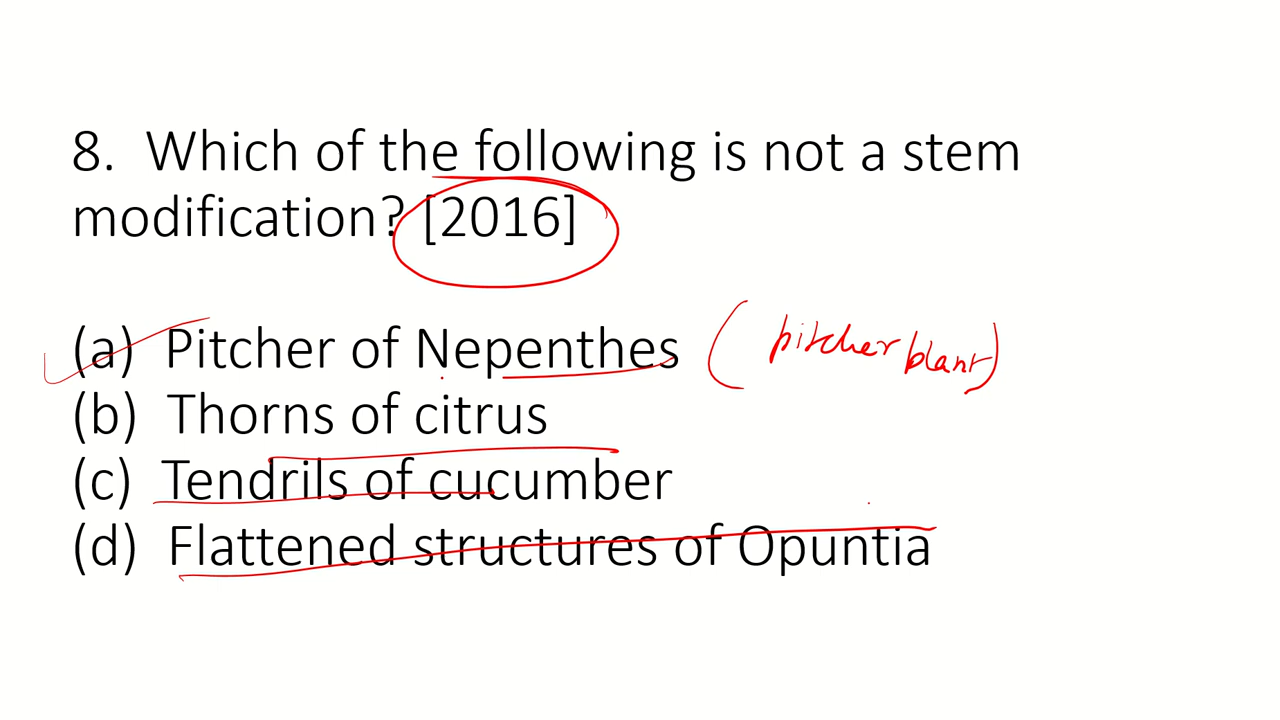 8. Which of the following is not a stem
modification? [2016]
(a) Pitcher of Nepenthes (pitcher plant)
(b) Thorns of citrus
(c) Tendrils of cucumber
(d) Flattened structures of Opuntia